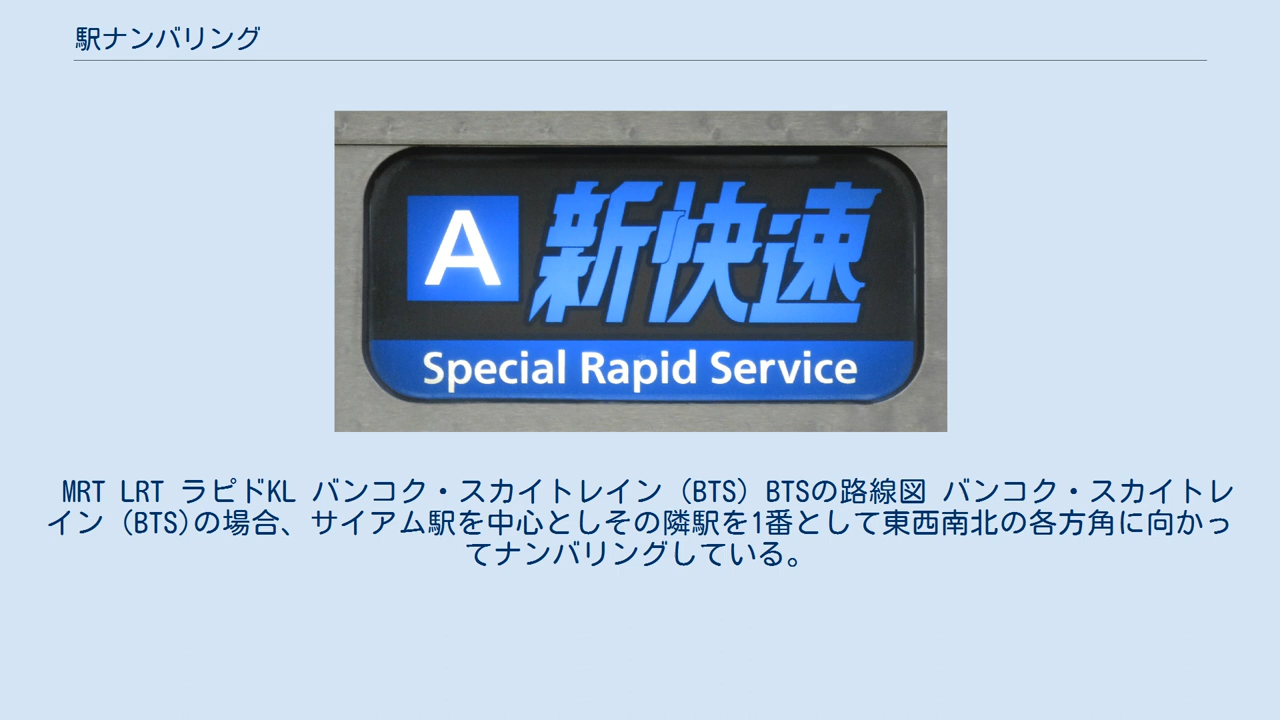 駅ナンバリング
A 新快速
Special Rapid Service
MRT LRT ラピドKL バンコク・スカイトレイン（BTS）BTSの路線図 バンコク・スカイトレ
イン（BTS)の場合、サイアム駅を中心としその隣駅を1番として東西南北の各方角に向かっ
てナンバリングしている。